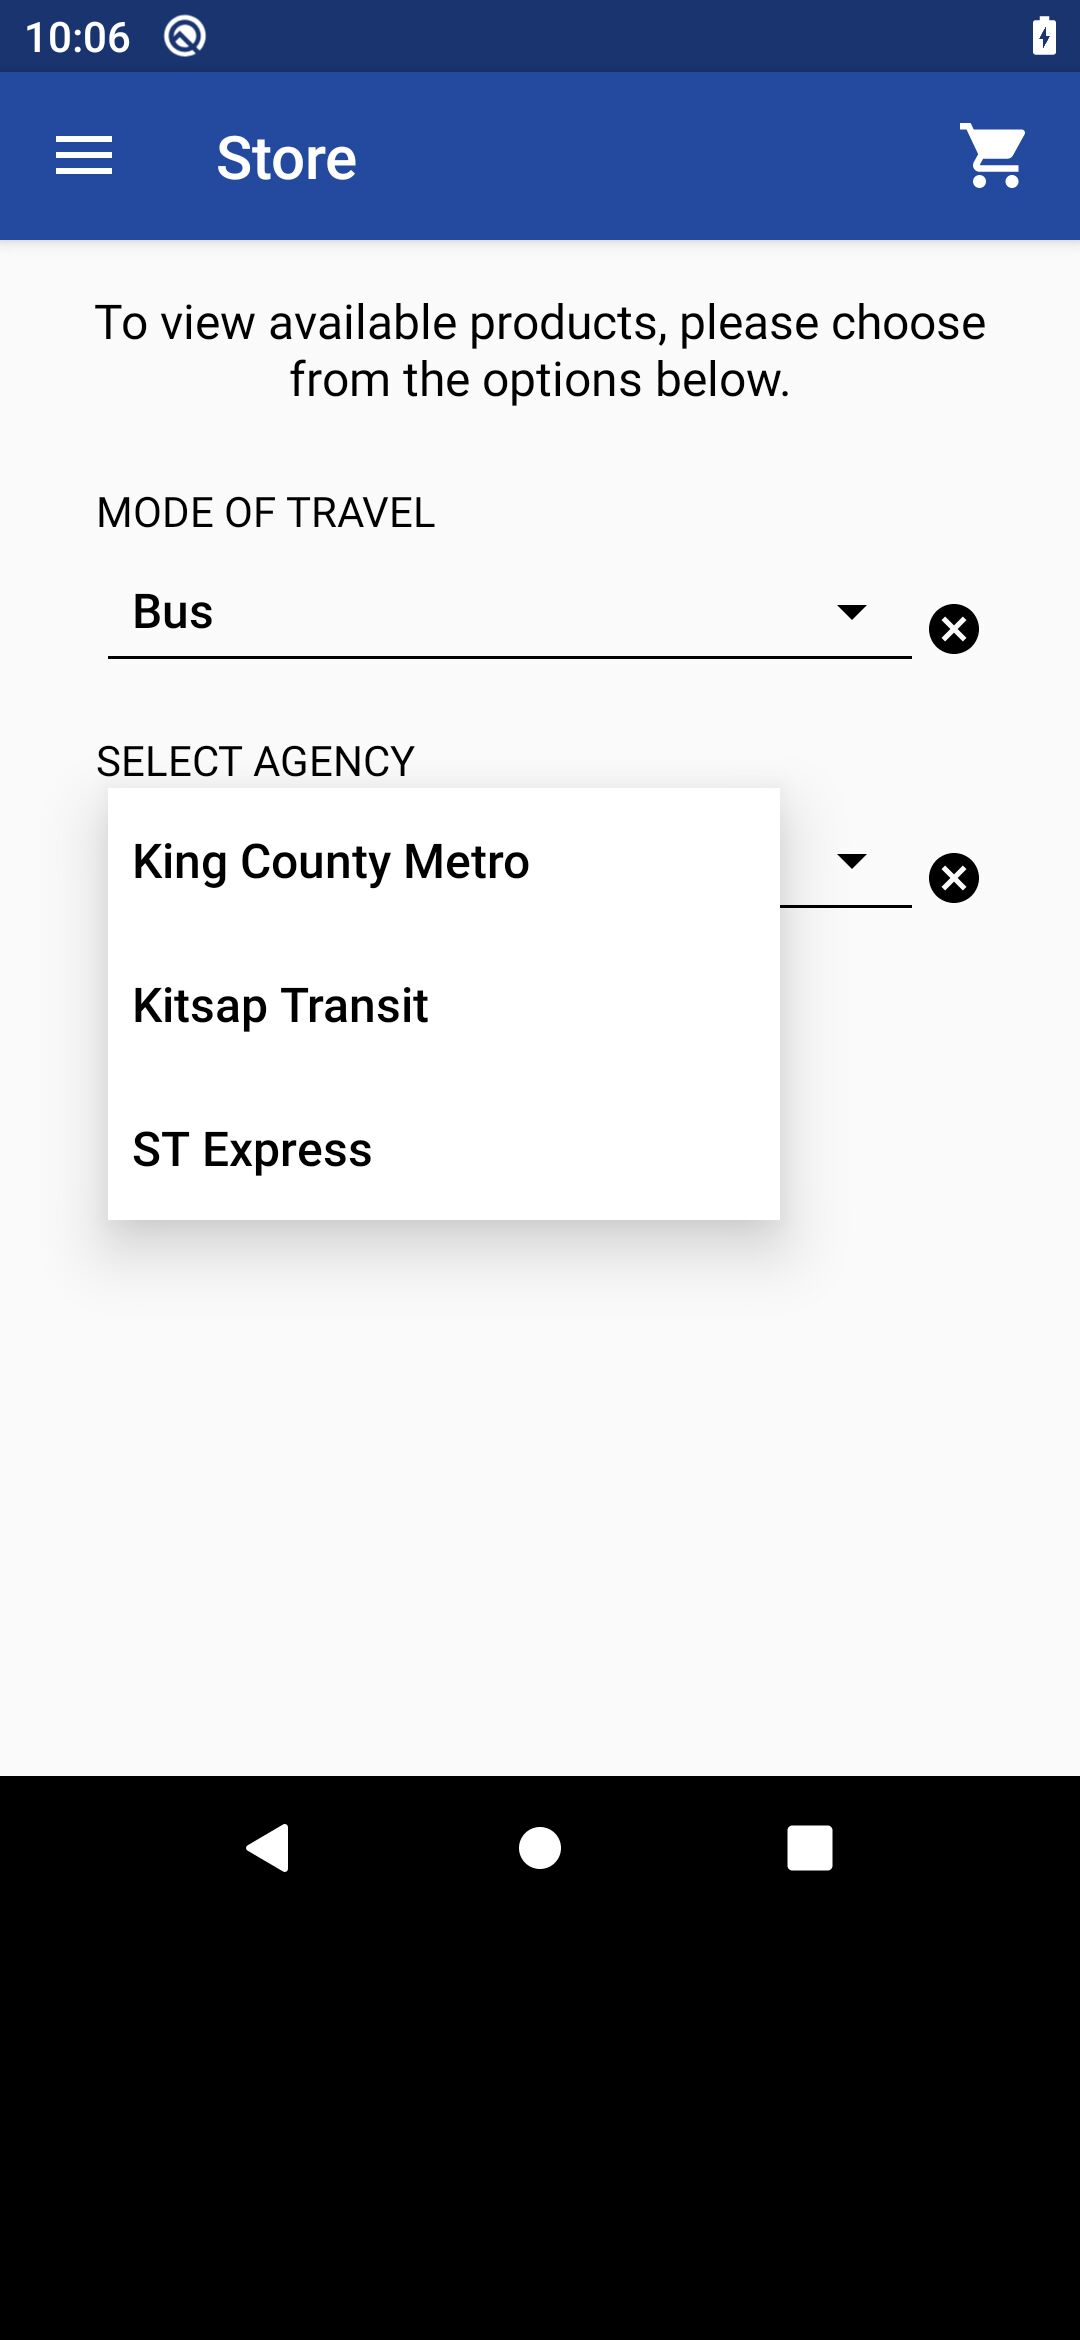 10:06
Store
To view available products, please choose
from the options below.
MODE OF TRAVEL
Bus
SELECT AGENCY
King County Metro
Kitsap Transit
ST Express